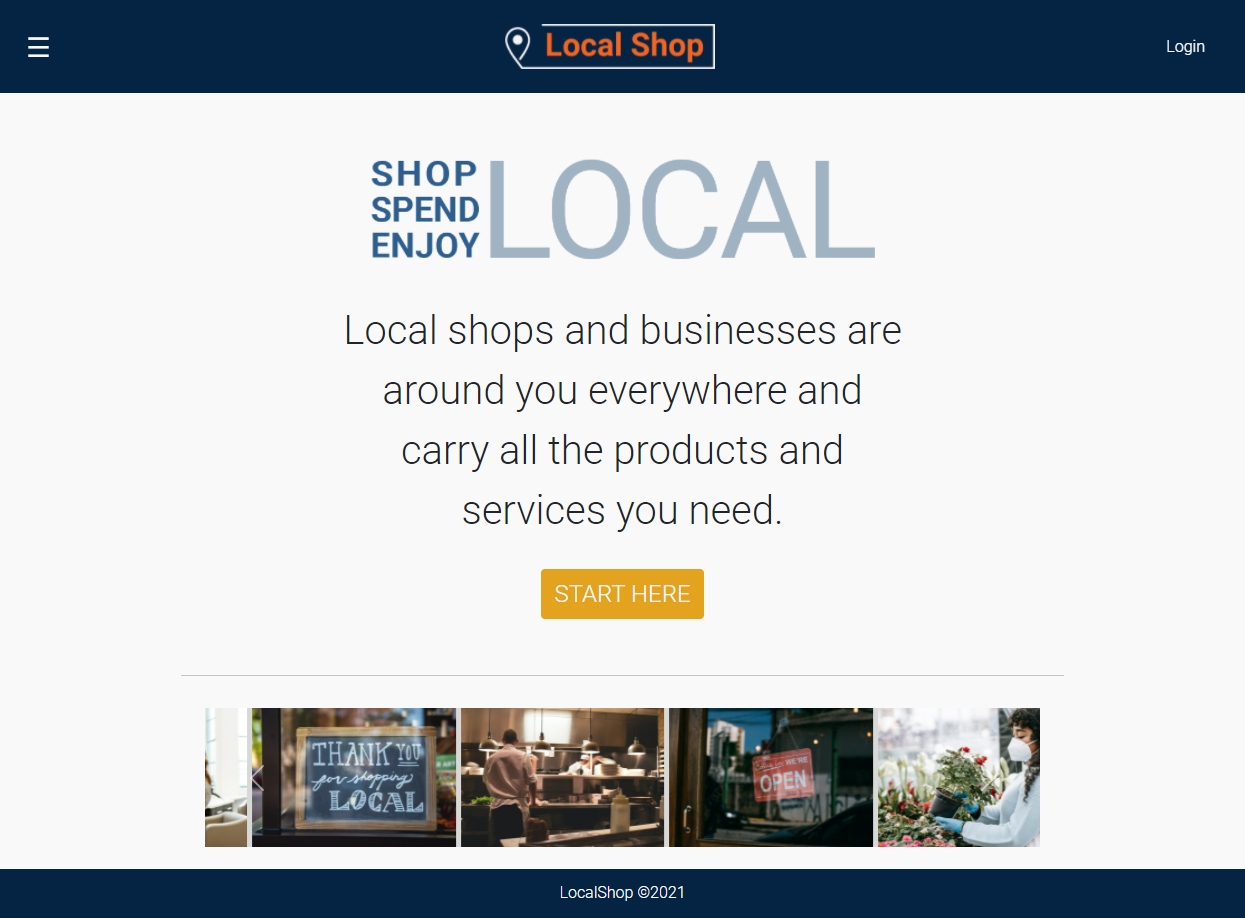 ☰
Local Shop
Login
SHOP
SPEND
ENJOY
LOCAL
Local shops and businesses are
around you everywhere and
carry all the products and
services you need.
START HERE
THANK YOU
for shopping
LOCAL
WE'RE
OPEN
LocalShop ©2021